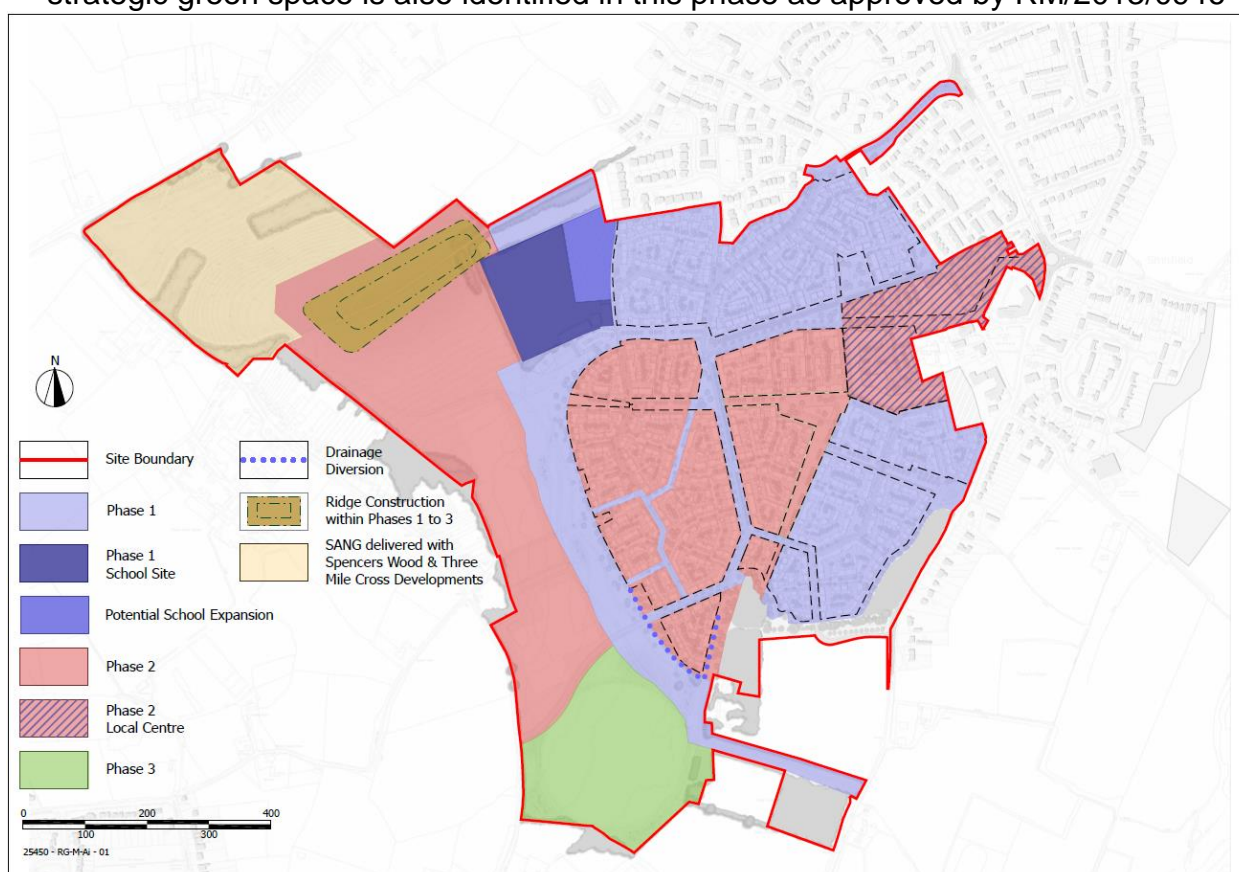 strategic green space is also identified in this phase as approved by RM/2015/0045
N
Site Boundary
Phase 1
Phase 1
School Site
Potential School Expansion
Phase 2
Phase 2
Local Centre
Phase 3
Drainage
Diversion
Ridge Construction
within Phases 1 to 3
SANG delivered with
Spencers Wood & Three
Mile Cross Developments
0 200 400
100 300
25450 - RG-M-Ai - 01